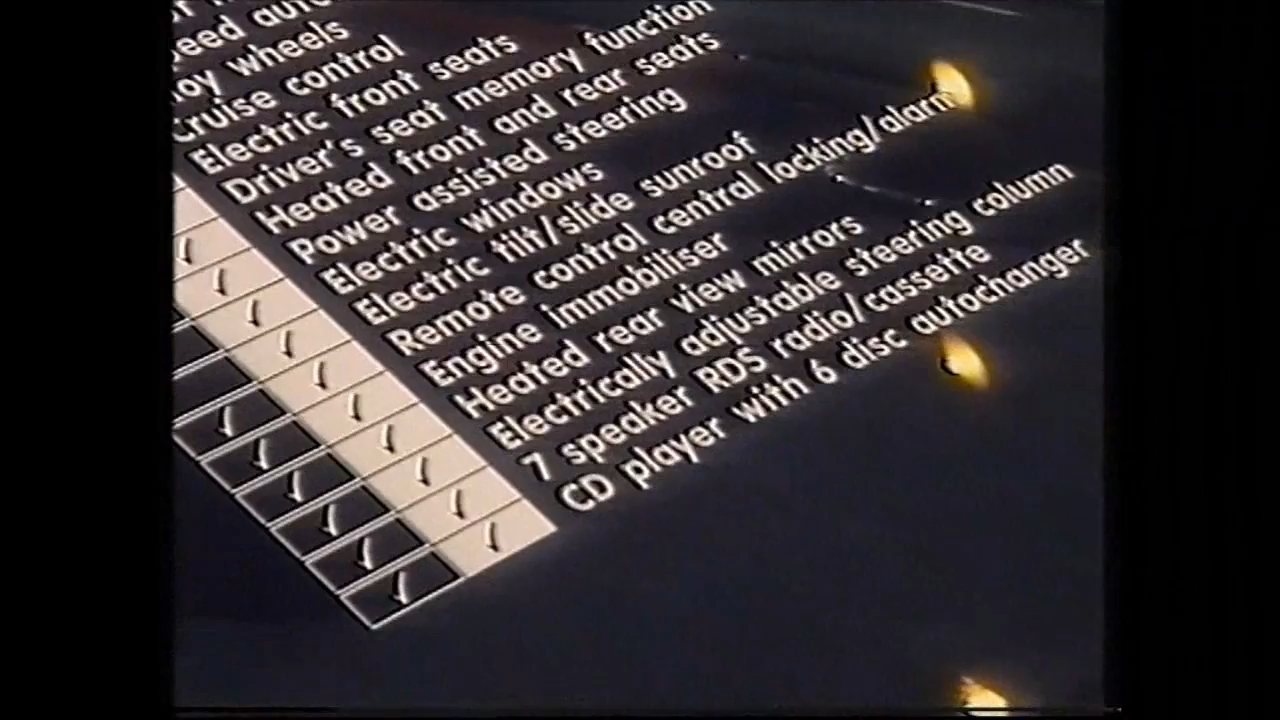 wheels
Cruise control
Electric front seats
Driver's seat memory function
Heated front and rear seats
Power assisted steering
Electric windows
Electric tilt/slide sunroof
Remote control central locking/alarm
Engine immobiliser
Heated rear view mirrors
Electrically adjustable steering column
7 speaker RDS radio/cassette
CD player with 6 disc autochanger